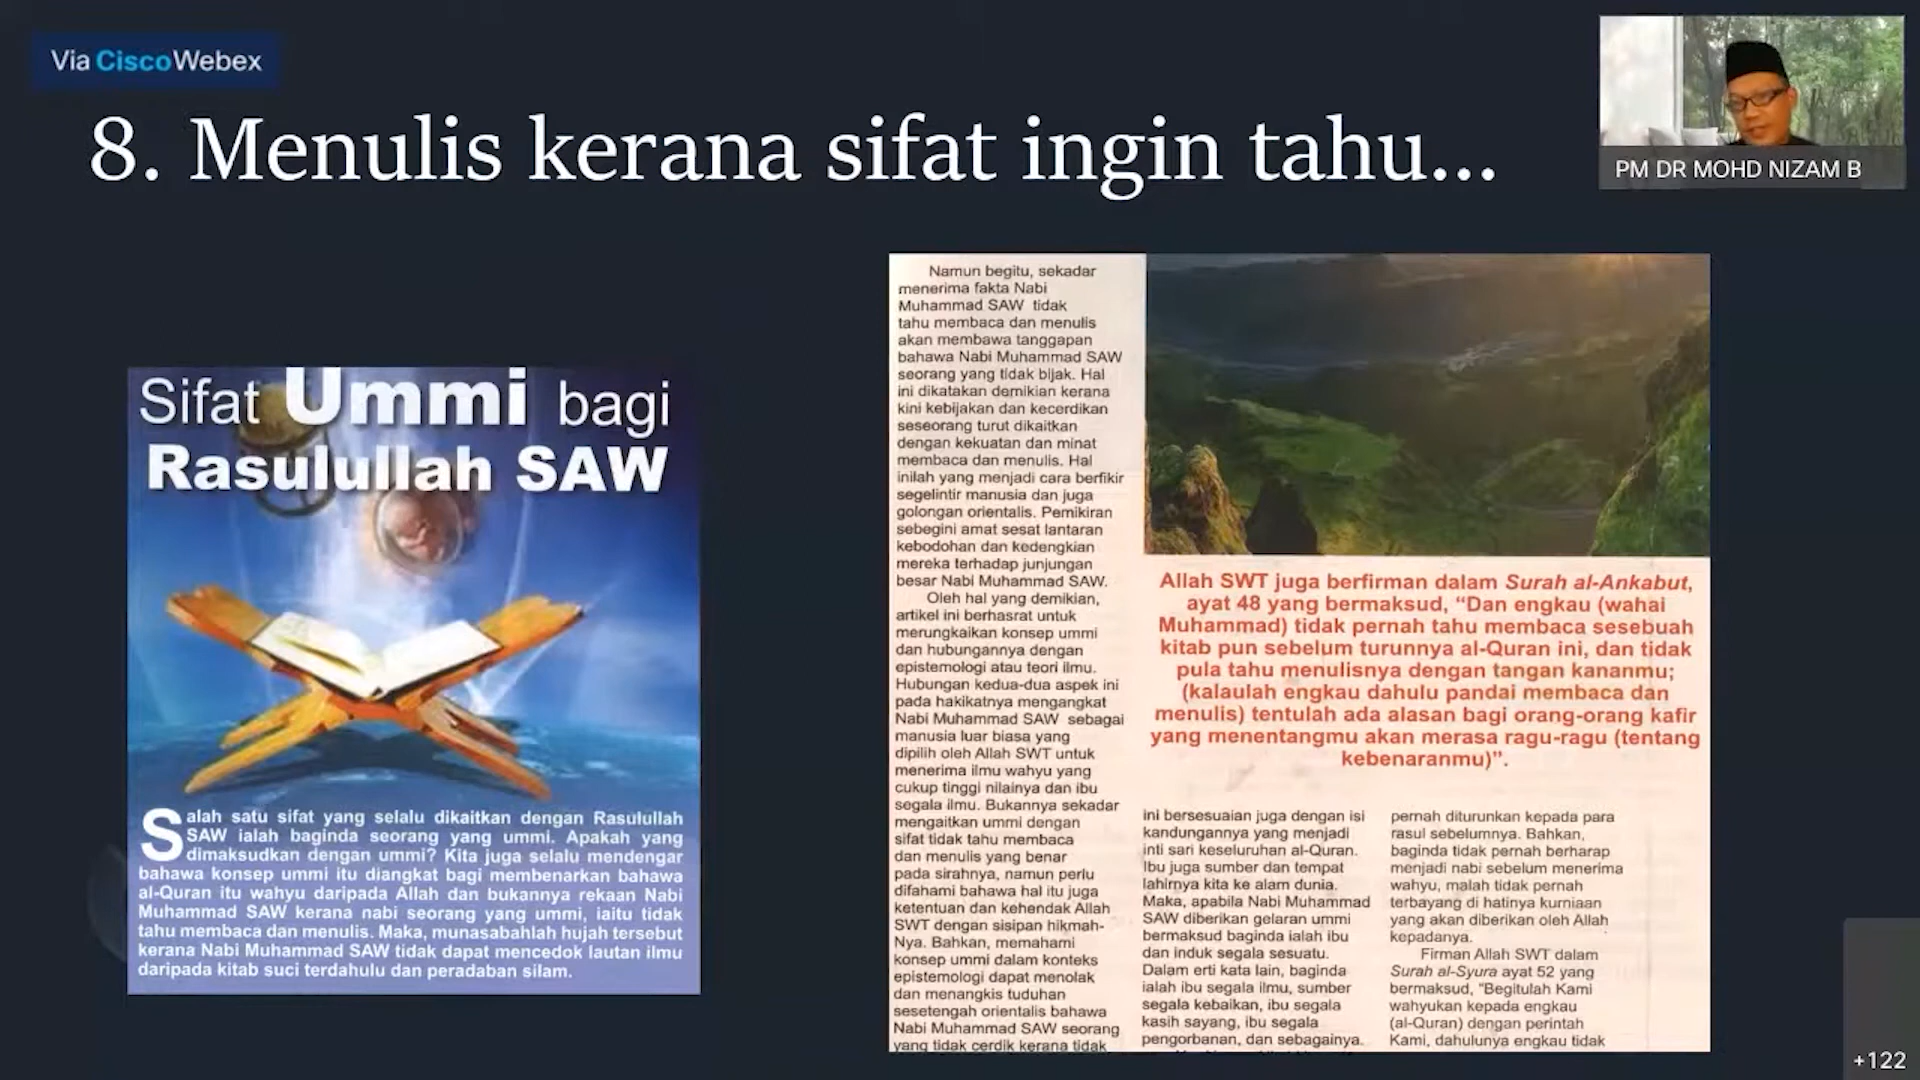 Via CiscoWebex
8. Menulis kerana sifat ingin tahu...
PM DR MOHD NIZAM B
Sifat Ummi bagi
Rasulullah SAW
Salah satu sifat yang selalu dikaitkan dengan Rasulullah
SAW ialah baginda seorang yang ummi. Apakah yang
dimaksudkan dengan ummi? Kita juga selalu mendengar
bahawa konsep ummi itu diangkat bagi membenarkan bahawa
al-Quran itu wahyu daripada Allah dan bukannya rekaan Nabi
Muhammad SAW kerana nabi seorang yang ummi, iaitu tidak
tahu membaca dan menulis. Maka, munasabahlah hujah tersebut
kerana Nabi Muhammad SAW tidak dapat mencedok lautan ilmu
daripada kitab suci terdahulu dan peradaban silam.
Namun begitu, sekadar
menerima fakta Nabi
Muhammad SAW tidak
tahu membaca dan menulis
akan membawa tanggapan
bahawa Nabi Muhammad SAW
seorang yang tidak bijak. Hal
ini dikatakan demikian kerana
kini kebijakan dan kecerdikan
seseorang turut dikaitkan
dengan kekuatan dan minat
membaca dan menulis. Hal
inilah yang menjadi cara berfikir
segelintir manusia dan juga
golongan orientalis. Pemikiran
sebegini amat sesat lantaran
kebodohan dan kedengkian
mereka terhadap junjungan
besar Nabi Muhammad SAW.
Oleh hal yang demikian,
artikel ini berhasrat untuk
merungkaikan konsep ummi
dan hubungannya dengan
epistemologi atau teori ilmu.
Hubungan kedua-dua aspek ini
pada hakikatnya mengangkat
Nabi Muhammad SAW sebagai
manusia luar biasa yang
dipilih oleh Allah SWT untuk
menerima ilmu wahyu yang
cukup tinggi nilainya dan ibu
segala ilmu. Bukannya sekadar
mengaitkan ummi dengan
sifat tidak tahu membaca
dan menulis yang benar
pada sirahnya, namun perlu
difahami bahawa hal itu juga
ketentuan dan kehendak Allah
SWT dengan sisipan hikmah-
Nya. Bahkan, memahami
konsep ummi dalam konteks
epistemologi dapat menolak
dan menangkis tuduhan
sesetengah orientalis bahawa
Nabi Muhammad SAW seorang
yang tidak cerdik kerana tidak
Allah SWT juga berfirman dalam Surah al-Ankabut,
ayat 48 yang bermaksud, “Dan engkau (wahai
Muhammad) tidak pernah tahu membaca sesebuah
kitab pun sebelum turunnya al-Quran ini, dan tidak
pula tahu menulisnya dengan tangan kananmu;
(kalaulah engkau dahulu pandai membaca dan
menulis) tentulah ada alasan bagi orang-orang kafir
yang menentangmu akan merasa ragu-ragu (tentang
kebenaranmu)”.
ini bersesuaian juga dengan isi
kandungannya yang menjadi
inti sari keseluruhan al-Quran.
Ibu juga sumber dan tempat
lahirnya kita ke alam dunia.
Maka, apabila Nabi Muhammad
SAW diberikan gelaran ummi
bermaksud baginda ialah ibu
dan induk segala sesuatu.
Dalam erti kata lain, baginda
ialah ibu segala ilmu, sumber
segala kebaikan, ibu segala
kasih sayang, ibu segala
pengorbanan, dan sebagainya.
pernah diturunkan kepada para
rasul sebelumnya. Bahkan,
baginda tidak pernah berharap
menjadi nabi sebelum menerima
wahyu, malah tidak pernah
terbayang di hatinya kurniaan
yang akan diberikan oleh Allah
kepadanya.
Firman Allah SWT dalam
Surah al-Syura ayat 52 yang
bermaksud, “Begitulah Kami
wahyukan kepada engkau
(al-Quran) dengan perintah
Kami, dahulunya engkau tidak
+122